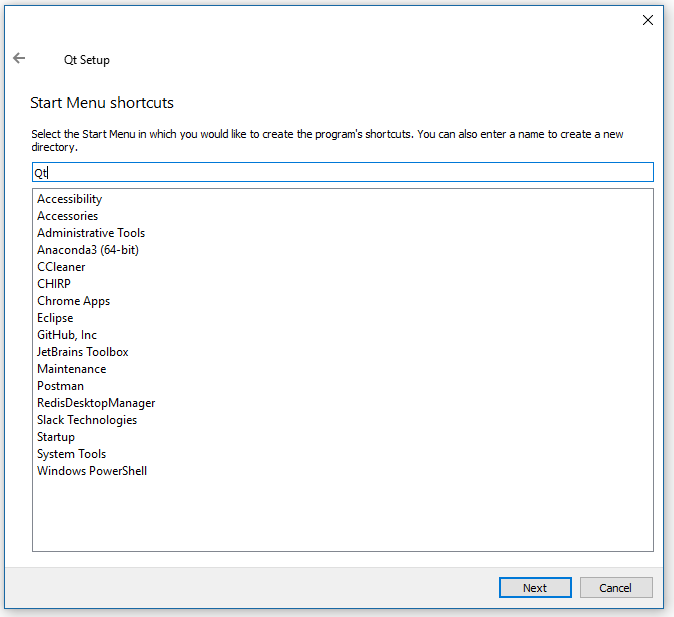 Qt Setup
Start Menu shortcuts
Select the Start Menu in which you would like to create the program's shortcuts. You can also enter a name to create a new
directory.
Qt
Accessibility
Accessories
Administrative Tools
Anaconda3 (64-bit)
CCleaner
CHIRP
Chrome Apps
Eclipse
GitHub, Inc
JetBrains Toolbox
Maintenance
Postman
RedisDesktopManager
Slack Technologies
Startup
System Tools
Windows PowerShell
Next Cancel